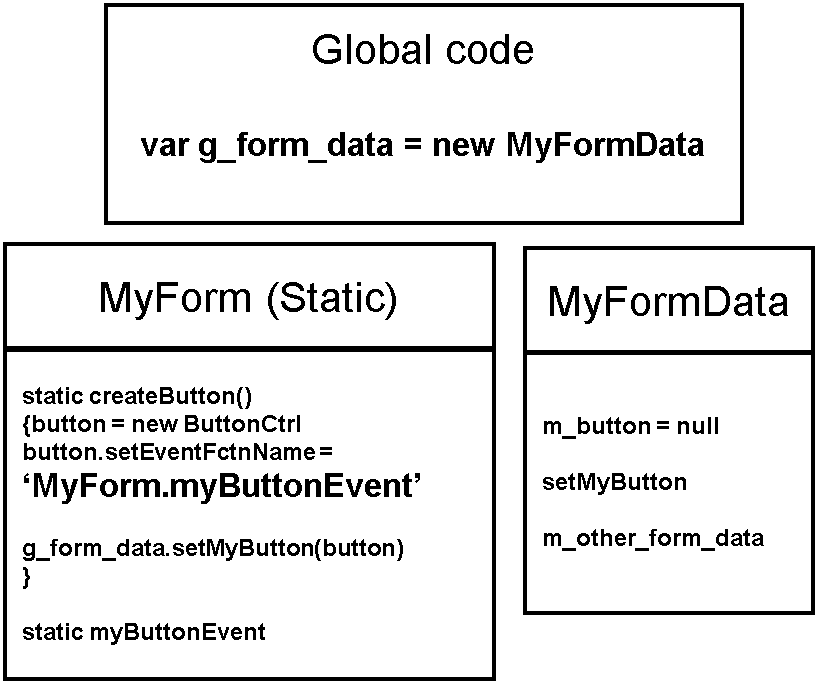 Global code
var g_form_data = new MyFormData
MyForm (Static)
static createButton()
{button = new ButtonCtrl
button.setEventFctnName =
‘MyForm.myButtonEvent’
g_form_data.setMyButton(button)
}
static myButtonEvent
MyFormData
m_button = null
setMyButton
m_other_form_data